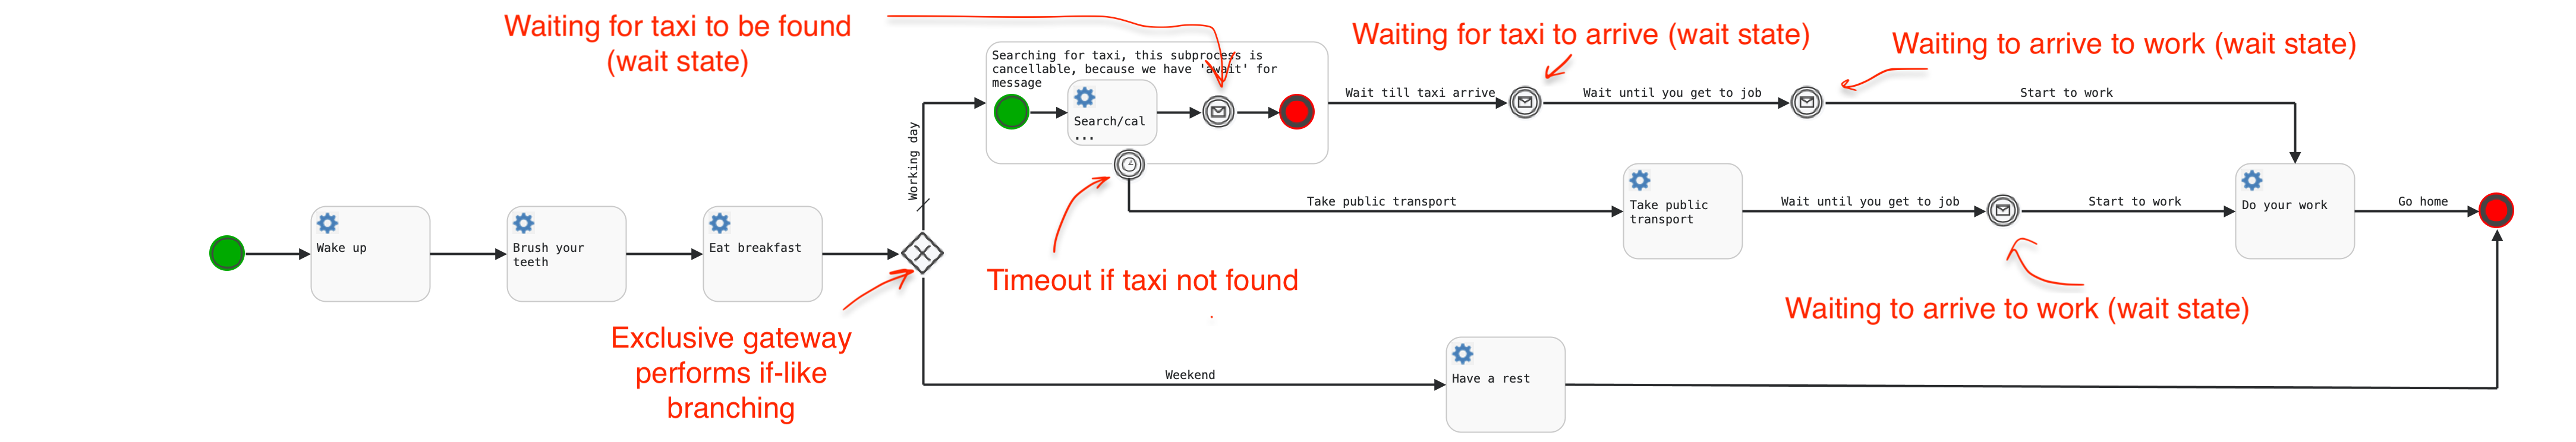 Waiting for taxi to be found
(wait state)
Waiting for taxi to arrive (wait state)
Waiting to arrive to work (wait state)
Searching for taxi, this subprocess is
cancellable, because we have 'await' for
message
Search/cal
...
Wait till taxi arrive
Wait until you get to job
Start to work
Working day
Take public transport
Take public
transport
Wait until you get to job
Start to work
Do your work
Go home
Wake up
Brush your
teeth
Eat breakfast
Timeout if taxi not found
Waiting to arrive to work (wait state)
Exclusive gateway
performs if-like
branching
Weekend
Have a rest